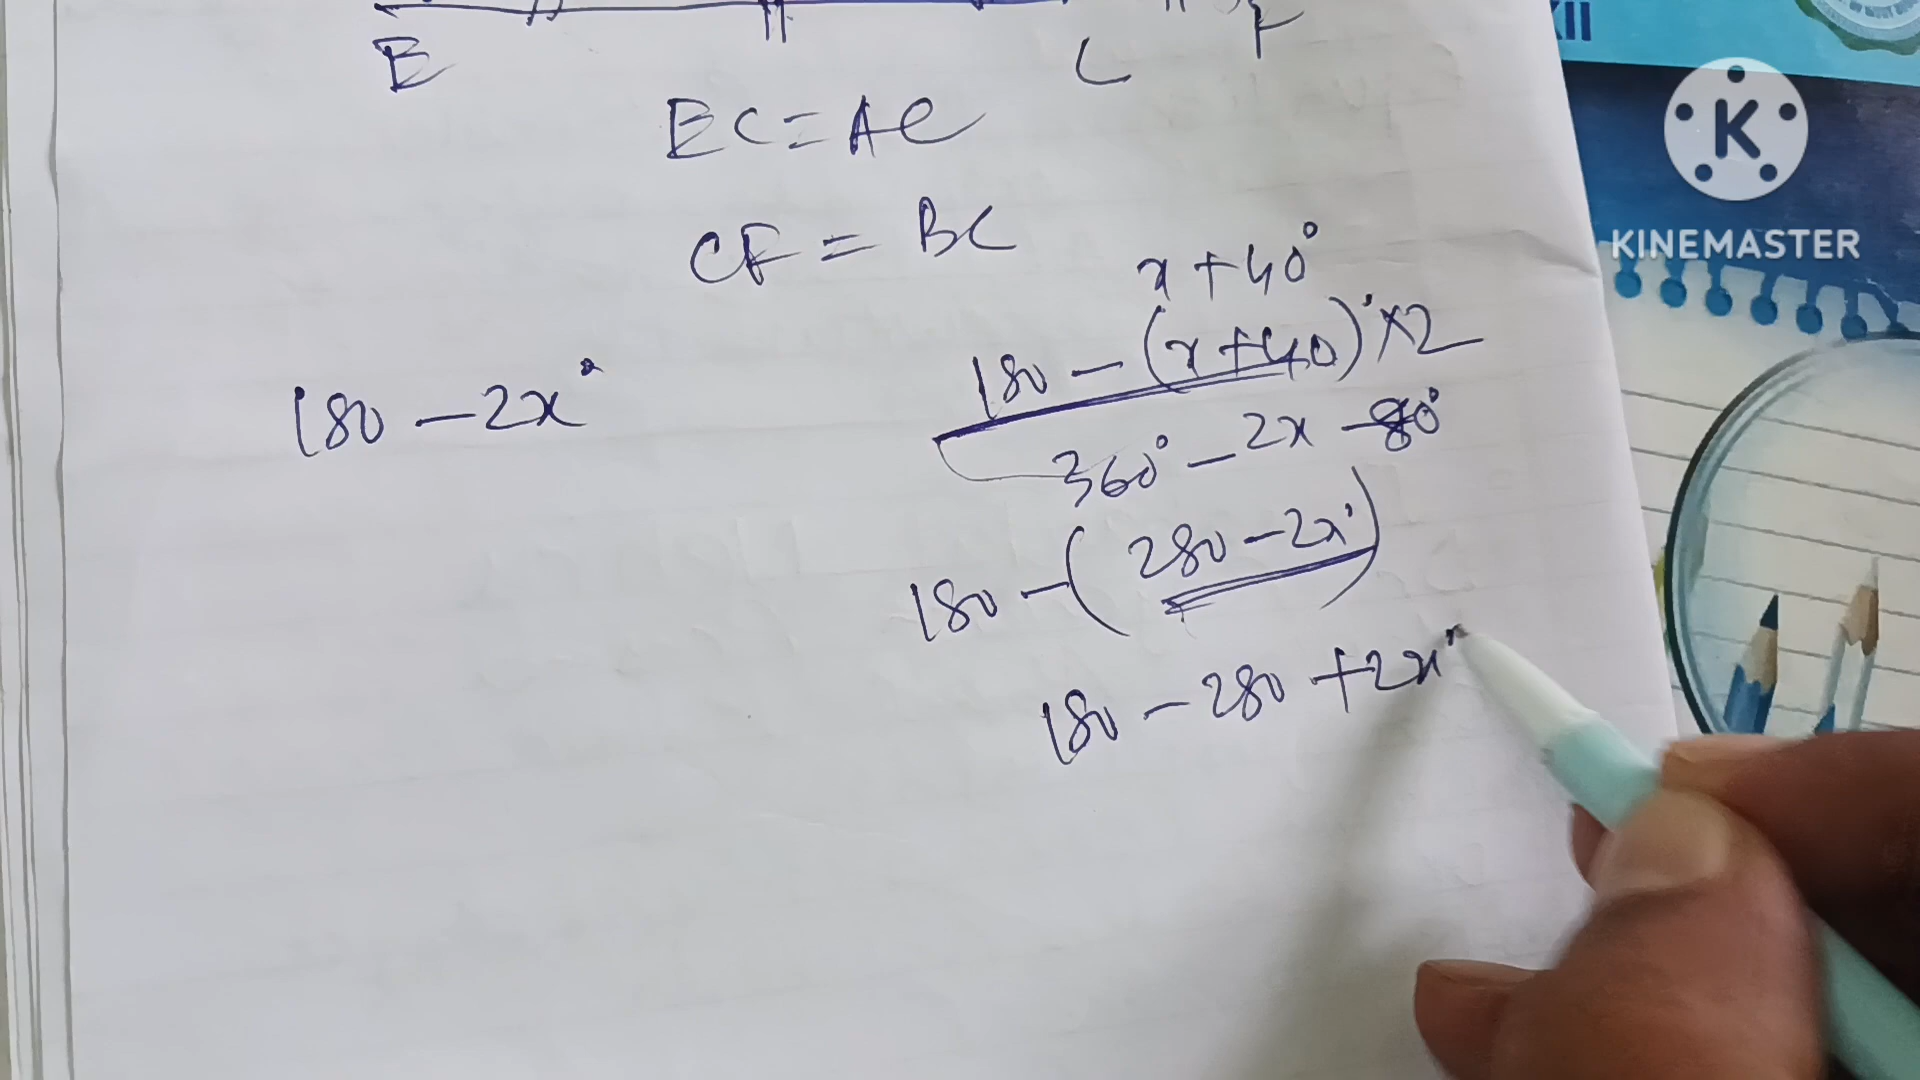 B C F
EC = AC
CF = BC
x + 40°
180 - (x + 40)° × 2
180 - 2x°
360° - 2x - 80°
180 - (280 - 2x°)
180 - 280 + 2x°
XII
K
KINEMASTER